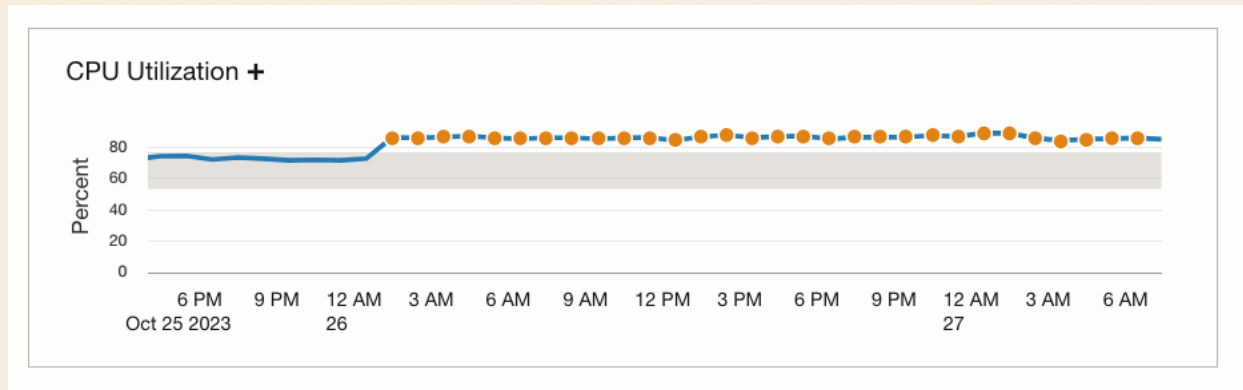 CPU Utilization +
Percent
80
60
40
20
0
6 PM 9 PM 12 AM 3 AM 6 AM 9 AM 12 PM 3 PM 6 PM 9 PM 12 AM 3 AM 6 AM
Oct 25 2023 26 27